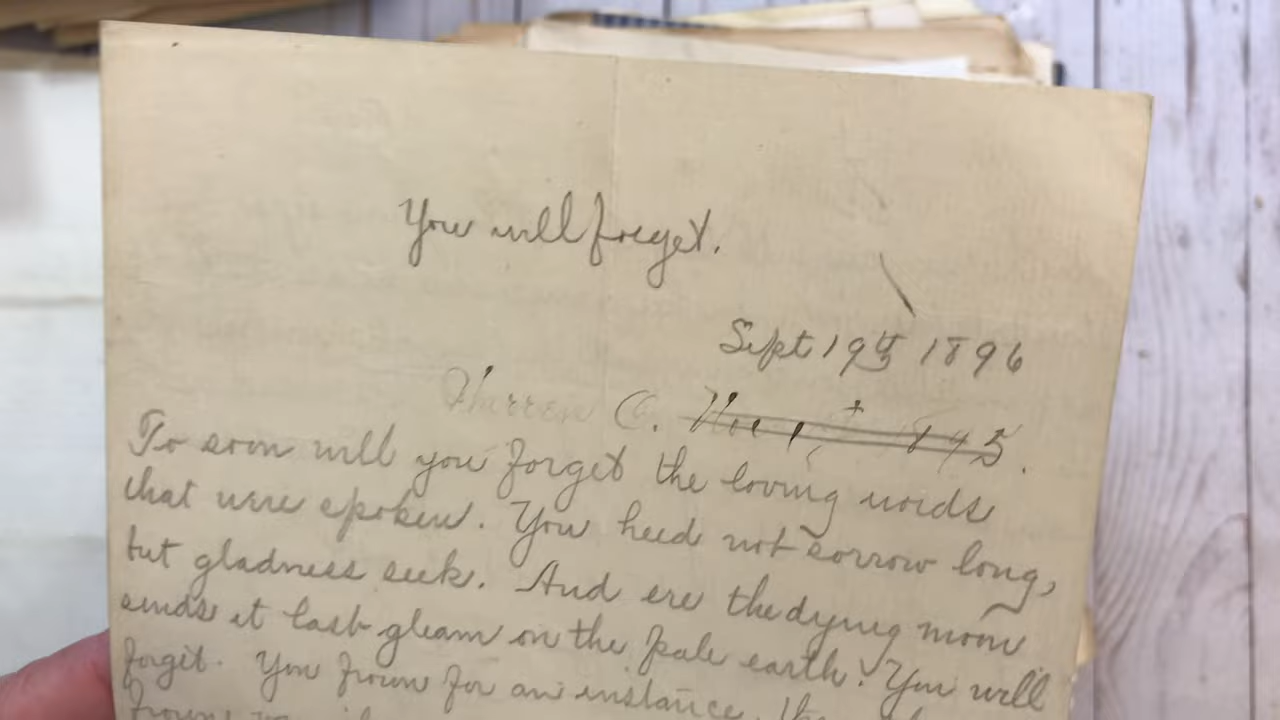 You will forget.
Sept 19th 1896
Warren C.
To soon will you forget the loving words
that were spoken. You heed not sorrow long,
but gladness seek. And ere the dying moon
sends it last gleam on the pale earth. You will
forget. You frown for an instance, the